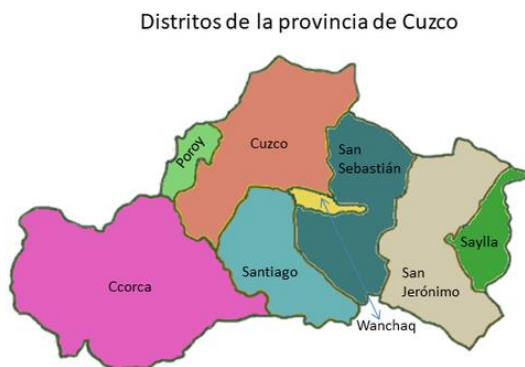 Distritos de la provincia de Cuzco
Poroy
Cuzco
San
Sebastián
Ccorca
Santiago
San
Jerónimo
Saylla
Wanchaq